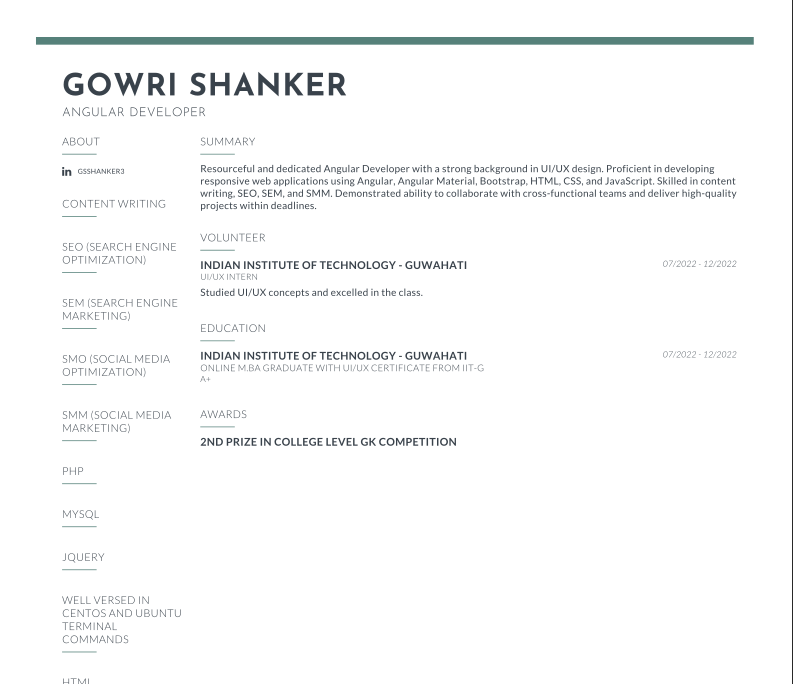 GOWRI SHANKER
ANGULAR DEVELOPER
ABOUT
in GSSHANKER3
CONTENT WRITING
SEO (SEARCH ENGINE
OPTIMIZATION)
SEM (SEARCH ENGINE
MARKETING)
SMO (SOCIAL MEDIA
OPTIMIZATION)
SMM (SOCIAL MEDIA
MARKETING)
PHP
MYSQL
JQUERY
WELL VERSED IN
CENTOS AND UBUNTU
TERMINAL
COMMANDS
HTML
SUMMARY
Resourceful and dedicated Angular Developer with a strong background in UI/UX design. Proficient in developing
responsive web applications using Angular, Angular Material, Bootstrap, HTML, CSS, and JavaScript. Skilled in content
writing, SEO, SEM, and SMM. Demonstrated ability to collaborate with cross-functional teams and deliver high-quality
projects within deadlines.
VOLUNTEER
INDIAN INSTITUTE OF TECHNOLOGY - GUWAHATI 07/2022 - 12/2022
UI/UX INTERN
Studied UI/UX concepts and excelled in the class.
EDUCATION
INDIAN INSTITUTE OF TECHNOLOGY - GUWAHATI 07/2022 - 12/2022
ONLINE M.BA GRADUATE WITH UI/UX CERTIFICATE FROM IIT-G
A+
AWARDS
2ND PRIZE IN COLLEGE LEVEL GK COMPETITION